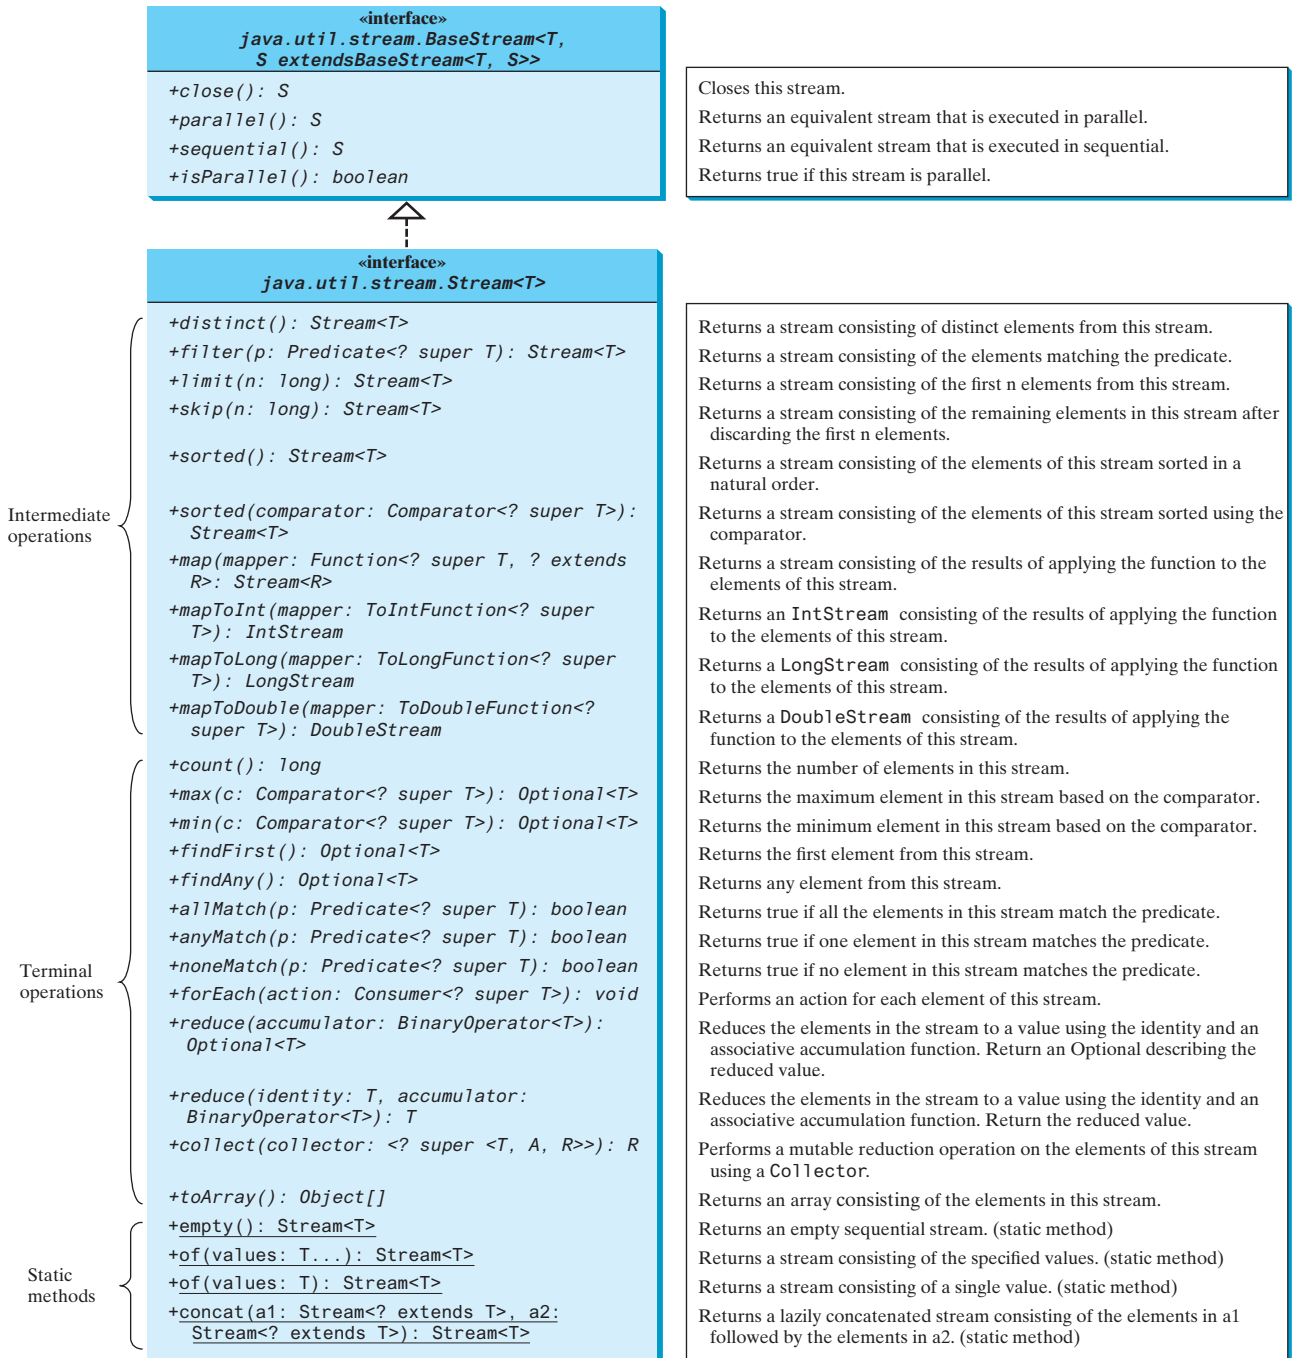 «interface»
java.util.stream.BaseStream<T,
S extendsBaseStream<T, S>>
+close(): S
+parallel(): S
+sequential(): S
+isParallel(): boolean
Closes this stream.
Returns an equivalent stream that is executed in parallel.
Returns an equivalent stream that is executed in sequential.
Returns true if this stream is parallel.
«interface»
java.util.stream.Stream<T>
Intermediate
operations
+distinct(): Stream<T>
+filter(p: Predicate<? super T): Stream<T>
+limit(n: long): Stream<T>
+skip(n: long): Stream<T>
+sorted(): Stream<T>
+sorted(comparator: Comparator<? super T>):
Stream<T>
+map(mapper: Function<? super T, ? extends
R>: Stream<R>
+mapToInt(mapper: ToIntFunction<? super
T>): IntStream
+mapToLong(mapper: ToLongFunction<? super
T>): LongStream
+mapToDouble(mapper: ToDoubleFunction<?
super T>): DoubleStream
Terminal
operations
+count(): long
+max(c: Comparator<? super T>): Optional<T>
+min(c: Comparator<? super T>): Optional<T>
+findFirst(): Optional<T>
+findAny(): Optional<T>
+allMatch(p: Predicate<? super T): boolean
+anyMatch(p: Predicate<? super T): boolean
+noneMatch(p: Predicate<? super T): boolean
+forEach(action: Consumer<? super T>): void
+reduce(accumulator: BinaryOperator<T>):
Optional<T>
+reduce(identity: T, accumulator:
BinaryOperator<T>): T
+collect(collector: <? super <T, A, R>>): R
+toArray(): Object[]
Static
methods
+empty(): Stream<T>
+of(values: T...): Stream<T>
+of(values: T): Stream<T>
+concat(a1: Stream<? extends T>, a2:
Stream<? extends T>): Stream<T>
Returns a stream consisting of distinct elements from this stream.
Returns a stream consisting of the elements matching the predicate.
Returns a stream consisting of the first n elements from this stream.
Returns a stream consisting of the remaining elements in this stream after
discarding the first n elements.
Returns a stream consisting of the elements of this stream sorted in a
natural order.
Returns a stream consisting of the elements of this stream sorted using the
comparator.
Returns a stream consisting of the results of applying the function to the
elements of this stream.
Returns an IntStream consisting of the results of applying the function
to the elements of this stream.
Returns a LongStream consisting of the results of applying the function
to the elements of this stream.
Returns a DoubleStream consisting of the results of applying the
function to the elements of this stream.
Returns the number of elements in this stream.
Returns the maximum element in this stream based on the comparator.
Returns the minimum element in this stream based on the comparator.
Returns the first element from this stream.
Returns any element from this stream.
Returns true if all the elements in this stream match the predicate.
Returns true if one element in this stream matches the predicate.
Returns true if no element in this stream matches the predicate.
Performs an action for each element of this stream.
Reduces the elements in the stream to a value using the identity and an
associative accumulation function. Return an Optional describing the
reduced value.
Reduces the elements in the stream to a value using the identity and an
associative accumulation function. Return the reduced value.
Performs a mutable reduction operation on the elements of this stream
using a Collector.
Returns an array consisting of the elements in this stream.
Returns an empty sequential stream. (static method)
Returns a stream consisting of the specified values. (static method)
Returns a stream consisting of a single value. (static method)
Returns a lazily concatenated stream consisting of the elements in a1
followed by the elements in a2. (static method)